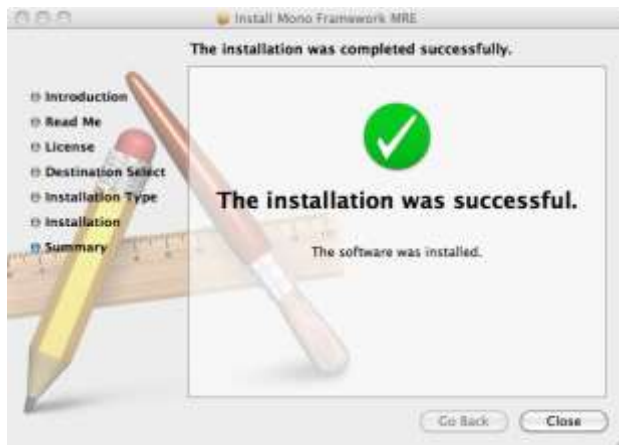 Install Mono Framework MRE
The installation was completed successfully.
Introduction
Read Me
License
Destination Select
Installation Type
Installation
Summary
The installation was successful.
The software was installed.
Go Back
Close